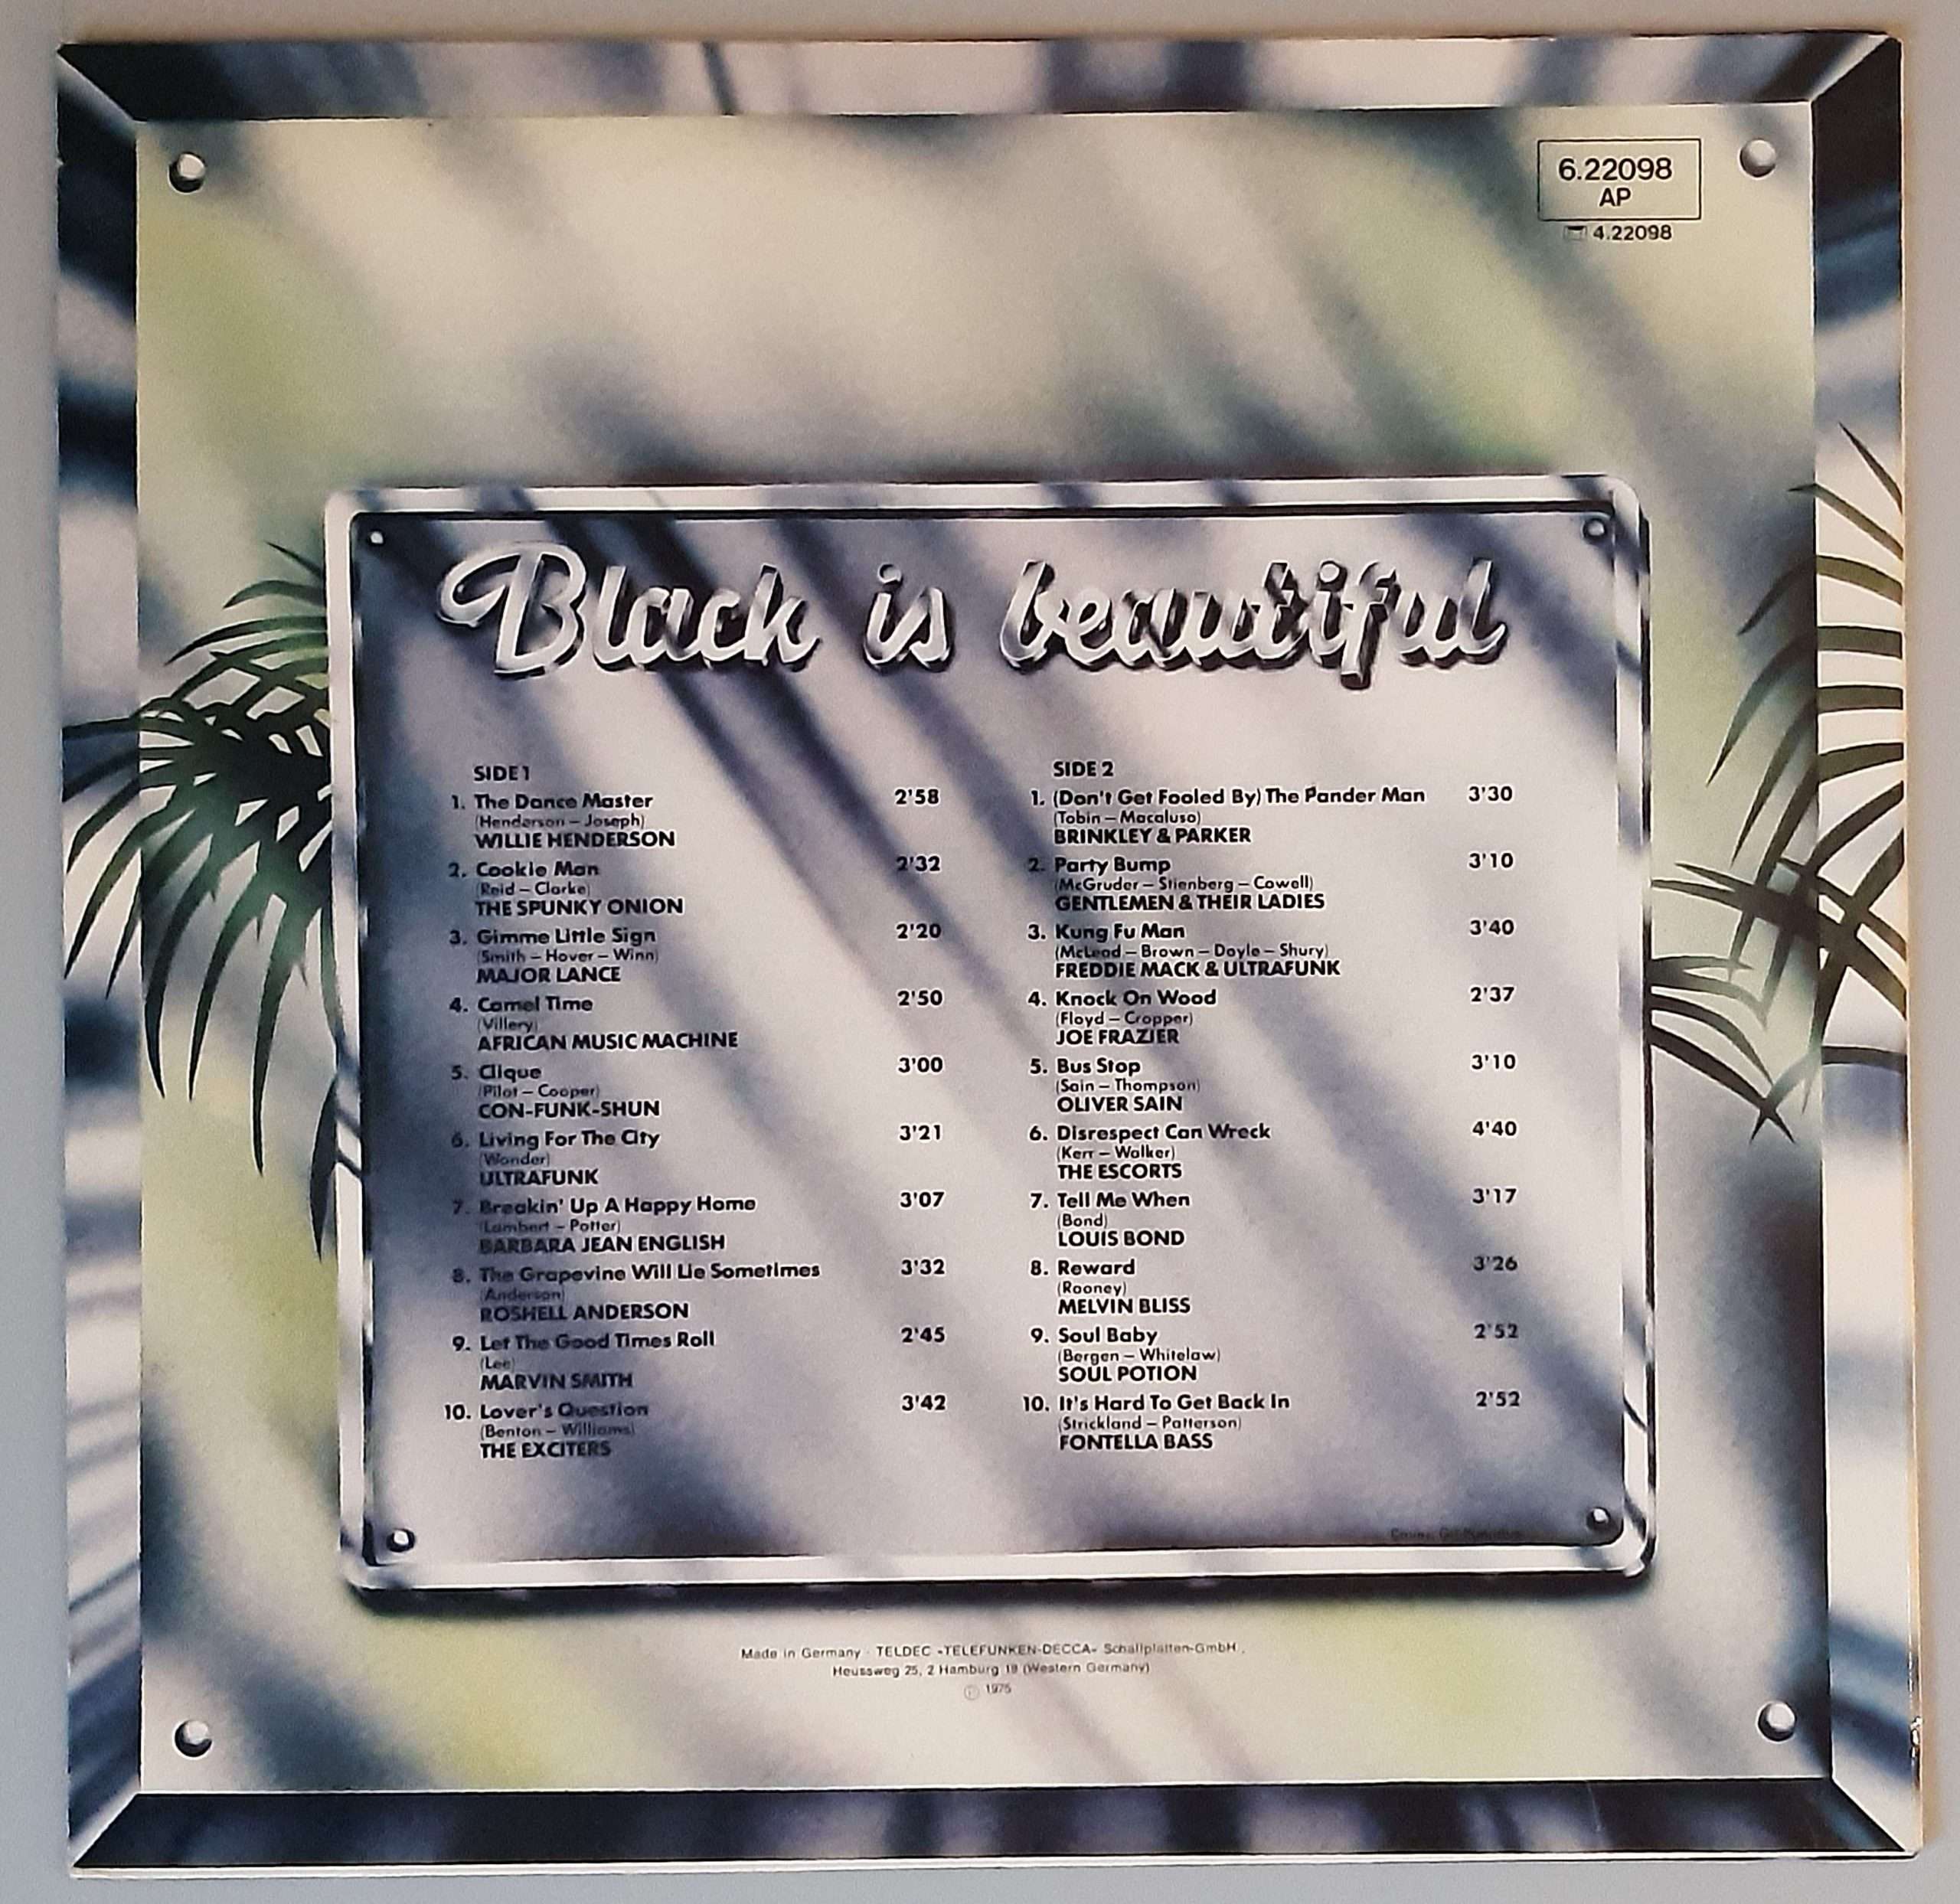 6.22098
AP
4.22098
Black is beautiful
SIDE 1
1. The Dance Master 2'58
(Henderson – Joseph)
WILLIE HENDERSON
2. Cookie Man 2'32
(Reid – Clarke)
THE SPUNKY ONION
3. Gimme Little Sign 2'20
(Smith – Hover – Winn)
MAJOR LANCE
4. Camel Time 2'50
(Villery)
AFRICAN MUSIC MACHINE
5. Clique 3'00
(Pilot – Cooper)
CON-FUNK-SHUN
6. Living For The City 3'21
(Wonder)
ULTRAFUNK
7. Breakin' Up A Happy Home 3'07
(Lambert – Potter)
BARBARA JEAN ENGLISH
8. The Grapevine Will Lie Sometimes 3'32
(Anderson)
ROSHELL ANDERSON
9. Let The Good Times Roll 2'45
(Lee)
MARVIN SMITH
10. Lover's Question 3'42
(Benton – Williams)
THE EXCITERS
SIDE 2
1. (Don't Get Fooled By) The Pander Man 3'30
(Tobin – Macaluso)
BRINKLEY & PARKER
2. Party Bump 3'10
(McGruder – Stienberg – Cowell)
GENTLEMEN & THEIR LADIES
3. Kung Fu Man 3'40
(McLead – Brown – Doyle – Shury)
FREDDIE MACK & ULTRAFUNK
4. Knock On Wood 2'37
(Floyd – Cropper)
JOE FRAZIER
5. Bus Stop 3'10
(Sain – Thompson)
OLIVER SAIN
6. Disrespect Can Wreck 4'40
(Kerr – Walker)
THE ESCORTS
7. Tell Me When 3'17
(Bond)
LOUIS BOND
8. Reward 3'26
(Rooney)
MELVIN BLISS
9. Soul Baby 2'52
(Bergen – Whitelaw)
SOUL POTION
10. It's Hard To Get Back In 2'52
(Strickland – Patterson)
FONTELLA BASS
Made in Germany · TELDEC »TELEFUNKEN-DECCA« Schallplatten-GmbH.
Heussweg 25, 2 Hamburg 19 (Western Germany)
Ⓟ 1975